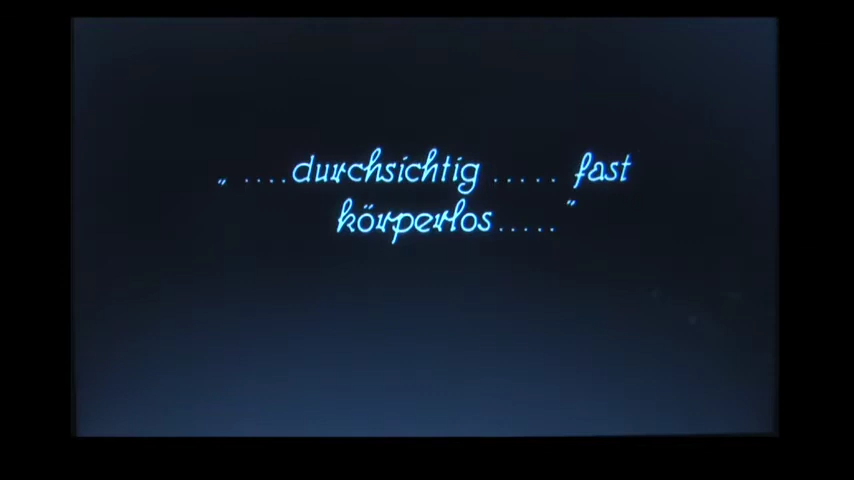 „ ....durchsichtig ..... fast
körperlos....."